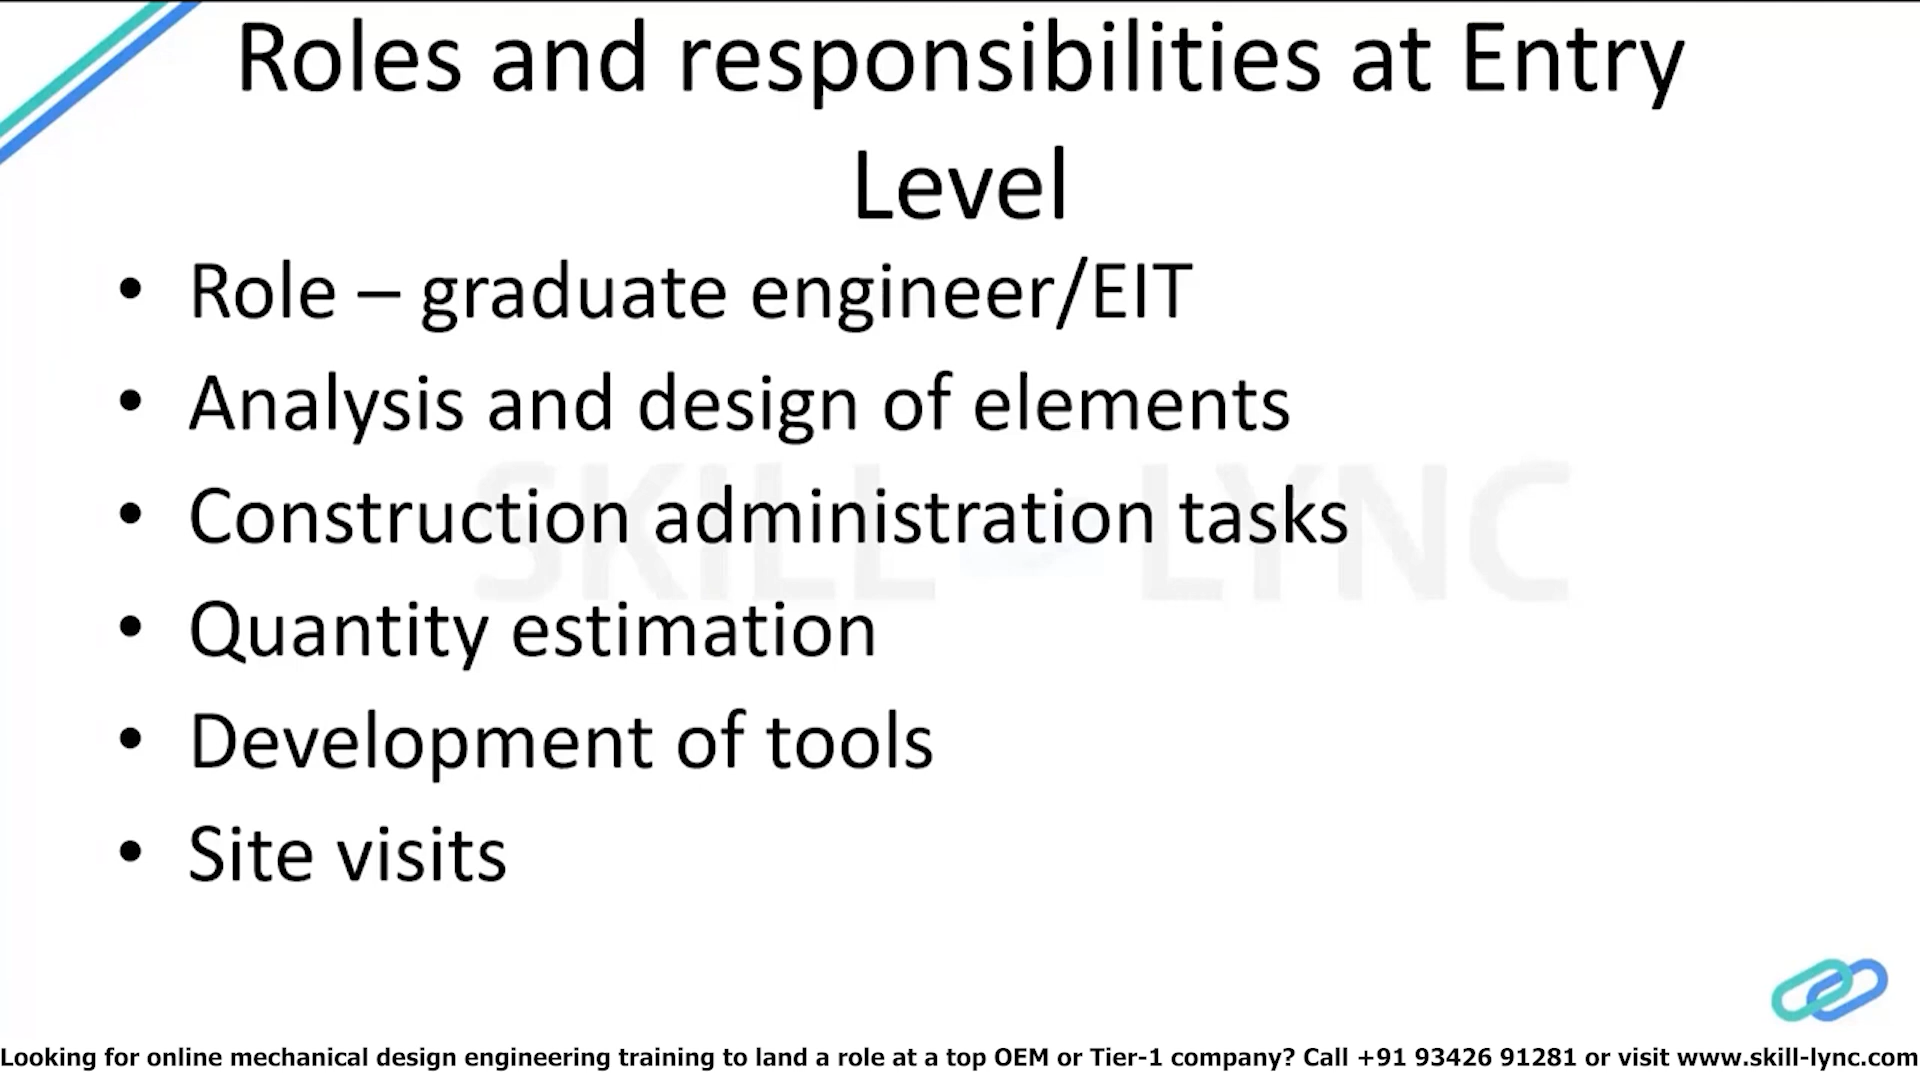 Roles and responsibilities at Entry
Level
• Role – graduate engineer/EIT
• Analysis and design of elements
• Construction administration tasks
• Quantity estimation
• Development of tools
• Site visits
SKILL-LYNC
Looking for online mechanical design engineering training to land a role at a top OEM or Tier-1 company? Call +91 93426 91281 or visit www.skill-lync.com